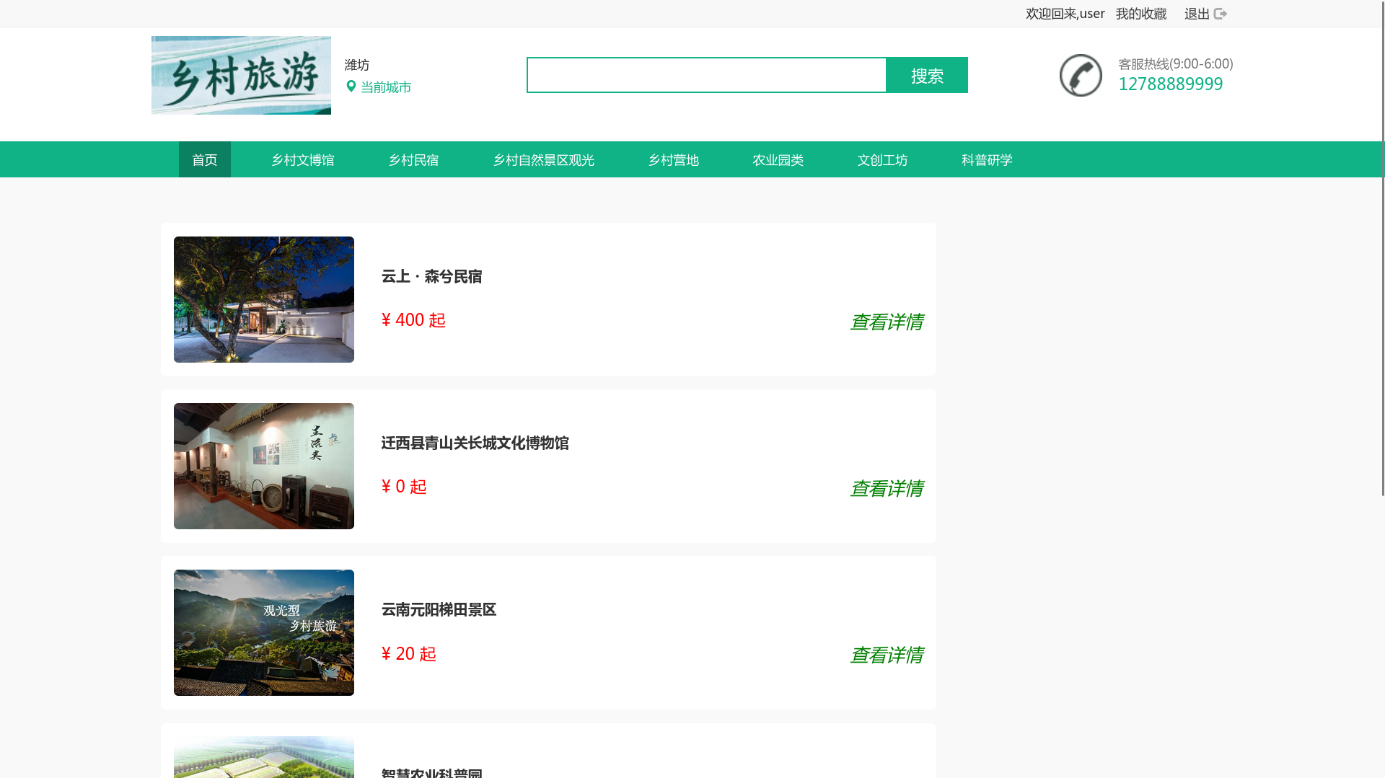 欢迎回来,user 我的收藏 退出
乡村旅游
潍坊
当前城市
搜索
客服热线(9:00-6:00)
12788889999
首页 乡村文博馆 乡村民宿 乡村自然景区观光 乡村营地 农业园类 文创工坊 科普研学
云上·森兮民宿
¥ 400 起
查看详情
迁西县青山关长城文化博物馆
¥ 0 起
查看详情
观光型
乡村旅游
云南元阳梯田景区
¥ 20 起
查看详情
智慧农业科普园